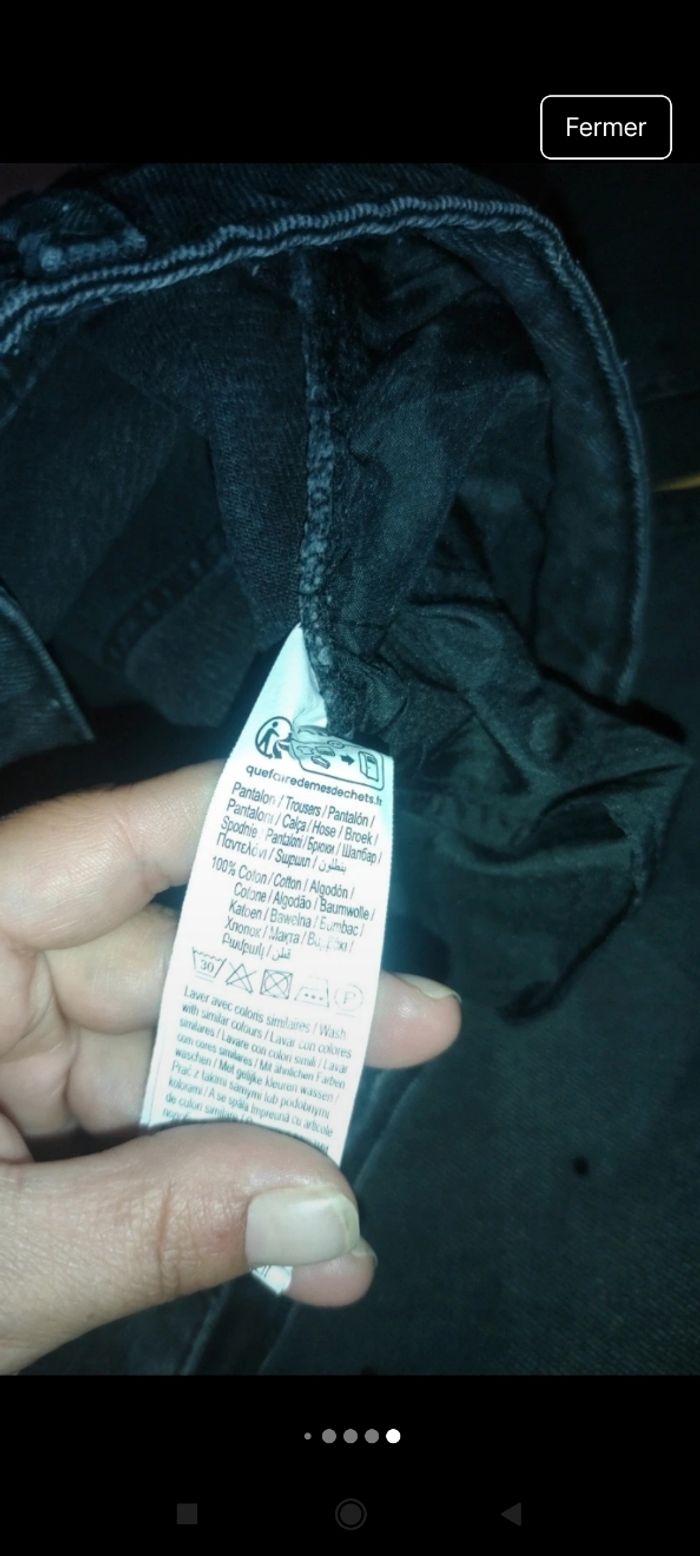 Fermer
quefairedemesdechets.fr
Pantalon / Trousers / Pantalón /
Pantaloni / Calça / Hose / Broek /
Spodnie / Pantaloni / Брюки / Шалбар /
Παντελόνι / Տաբատ / بنطلون
100% Coton / Cotton / Algodón /
Cotone / Algodão / Baumwolle /
Katoen / Bawełna / Bumbac /
Хлопок / Мақта / Βαμβάκι /
Բամբակ / قطن
30
P
Laver avec coloris similaires / Wash
with similar colours / Lavar con colores
similares / Lavare con colori simili / Lavar
com cores similares / Mit ähnlichen Farben
waschen / Met gelijke kleuren wassen /
Prać z takimi samymi lub podobnymi
kolorami / A se spăla împreună cu articole
de culori similare /